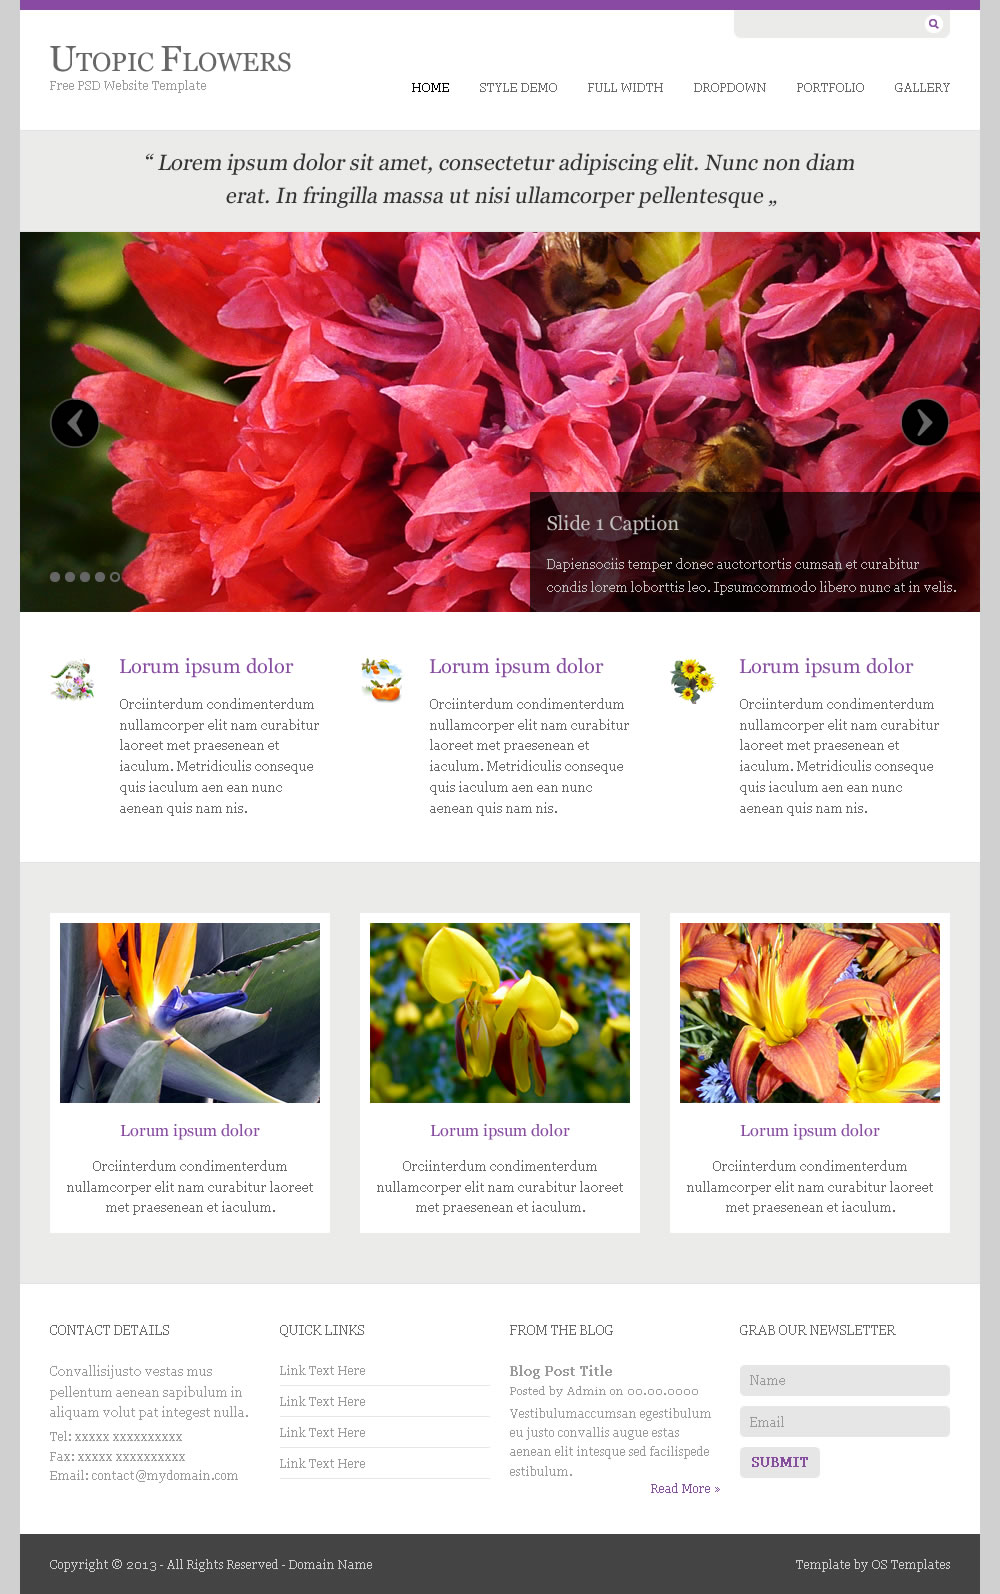 UTOPIC FLOWERS
Free PSD Website Template
HOME STYLE DEMO FULL WIDTH DROPDOWN PORTFOLIO GALLERY
“ Lorem ipsum dolor sit amet, consectetur adipiscing elit. Nunc non diam
erat. In fringilla massa ut nisi ullamcorper pellentesque „
Slide 1 Caption
Dapiensociis temper donec auctortortis cumsan et curabitur
condis lorem loborttis leo. Ipsumcommodo libero nunc at in velis.
Lorum ipsum dolor
Orciinterdum condimenterdum
nullamcorper elit nam curabitur
laoreet met praesenean et
iaculum. Metridiculis conseque
quis iaculum aen ean nunc
aenean quis nam nis.
Lorum ipsum dolor
Orciinterdum condimenterdum
nullamcorper elit nam curabitur
laoreet met praesenean et
iaculum. Metridiculis conseque
quis iaculum aen ean nunc
aenean quis nam nis.
Lorum ipsum dolor
Orciinterdum condimenterdum
nullamcorper elit nam curabitur
laoreet met praesenean et
iaculum. Metridiculis conseque
quis iaculum aen ean nunc
aenean quis nam nis.
Lorum ipsum dolor
Orciinterdum condimenterdum
nullamcorper elit nam curabitur laoreet
met praesenean et iaculum.
Lorum ipsum dolor
Orciinterdum condimenterdum
nullamcorper elit nam curabitur laoreet
met praesenean et iaculum.
Lorum ipsum dolor
Orciinterdum condimenterdum
nullamcorper elit nam curabitur laoreet
met praesenean et iaculum.
CONTACT DETAILS
Convallisijusto vestas mus
pellentum aenean sapibulum in
aliquam volut pat integest nulla.
Tel: xxxxx xxxxxxxxxx
Fax: xxxxx xxxxxxxxxx
Email: contact@mydomain.com
QUICK LINKS
Link Text Here
Link Text Here
Link Text Here
Link Text Here
FROM THE BLOG
Blog Post Title
Posted by Admin on 00.00.0000
Vestibulumaccumsan egestibulum
eu justo convallis augue estas
aenean elit intesque sed facilispede
estibulum.
Read More »
GRAB OUR NEWSLETTER
Name
Email
SUBMIT
Copyright © 2013 - All Rights Reserved - Domain Name
Template by OS Templates